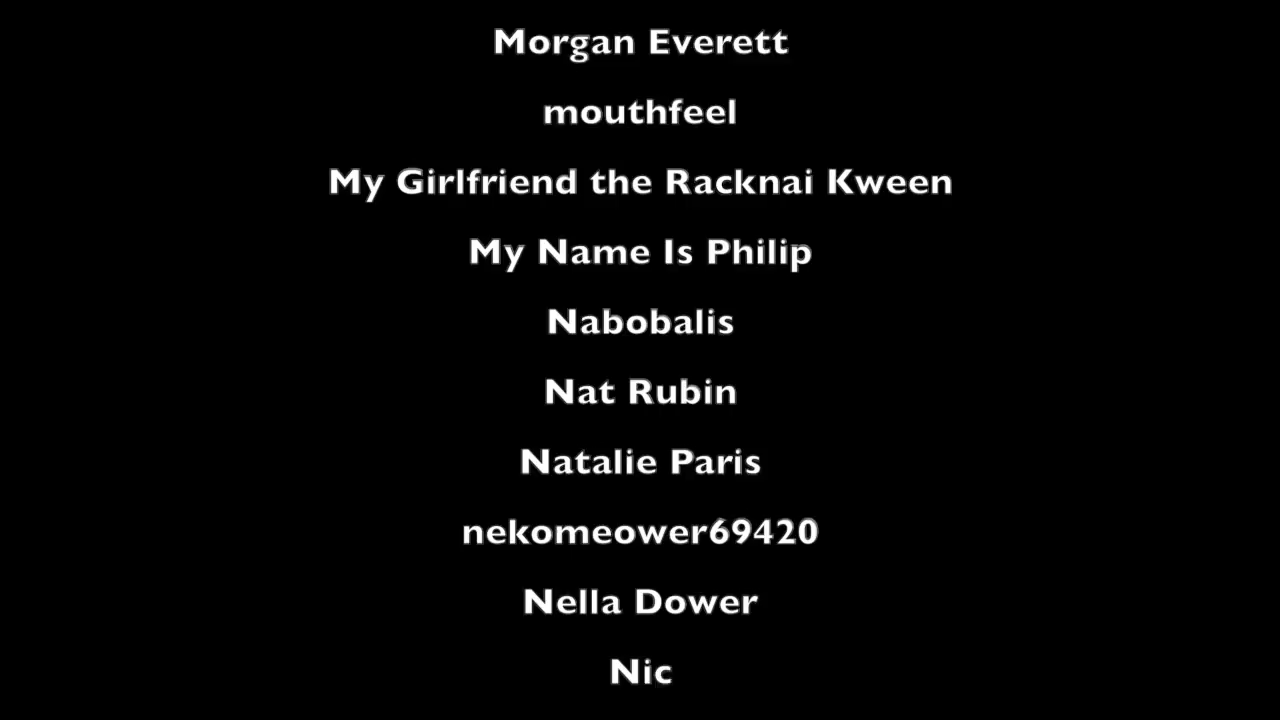 Morgan Everett
mouthfeel
My Girlfriend the Racknai Kween
My Name Is Philip
Nabobalis
Nat Rubin
Natalie Paris
nekomeower69420
Nella Dower
Nic